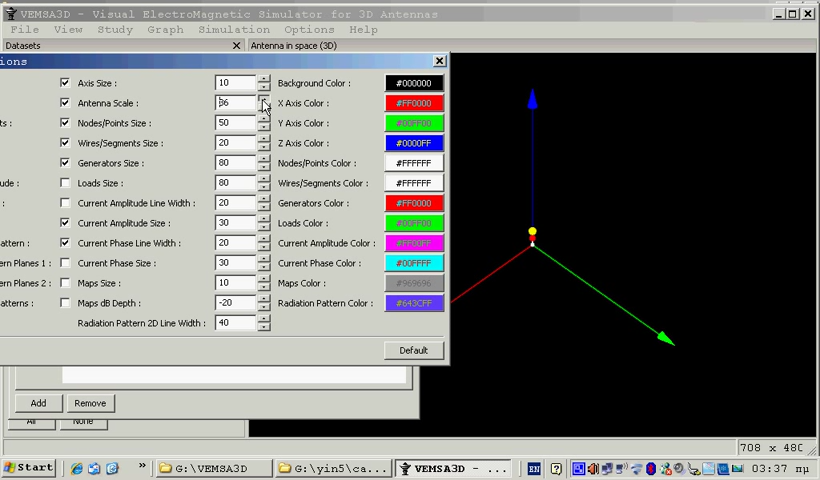 VEMSA3D - Visual ElectroMagnetic Simulator for 3D Antennas
File View Study Graph Simulation Options Help
Datasets
Antenna in space (3D)
ions
Axis Size : 10 Background Color : #000000
Antenna Scale : 36 X Axis Color : #FF0000
ts : Nodes/Points Size : 50 Y Axis Color : #00FF00
Wires/Segments Size : 20 Z Axis Color : #0000FF
Generators Size : 80 Nodes/Points Color : #FFFFFF
ude : Loads Size : 80 Wires/Segments Color : #FFFFFF
: Current Amplitude Line Width : 20 Generators Color : #FF0000
Current Amplitude Size : 30 Loads Color : #00FF00
attern : Current Phase Line Width : 20 Current Amplitude Color : #FF00FF
ern Planes 1 : Current Phase Size : 30 Current Phase Color : #00FFFF
ern Planes 2 : Maps Size : 10 Maps Color : #969696
atterns : Maps dB Depth : -20 Radiation Pattern Color : #643CFF
Radiation Pattern 2D Line Width : 40
Default
Add Remove
All None
708 x 480
Start » G:\VEMSA3D G:\yin5\ca... VEMSA3D - ... EN 03:37 πμ